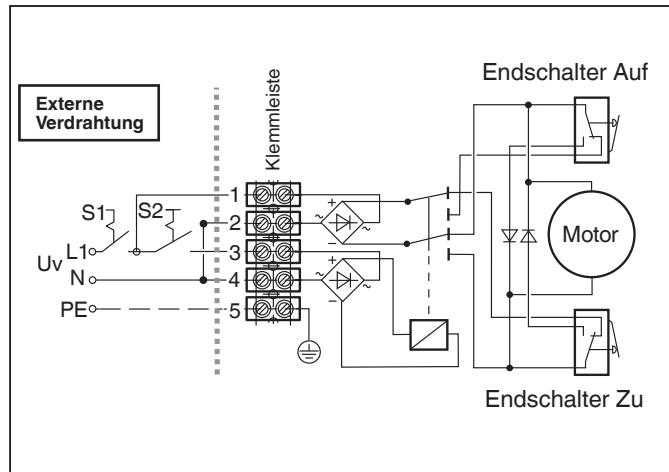 Endschalter Auf
Externe
Verdrahtung
Klemmleiste
S1 S2
1
2
3
4
5
Uv
L1
N
PE
+
~ ~
−
+
~ ~
−
Motor
Endschalter Zu